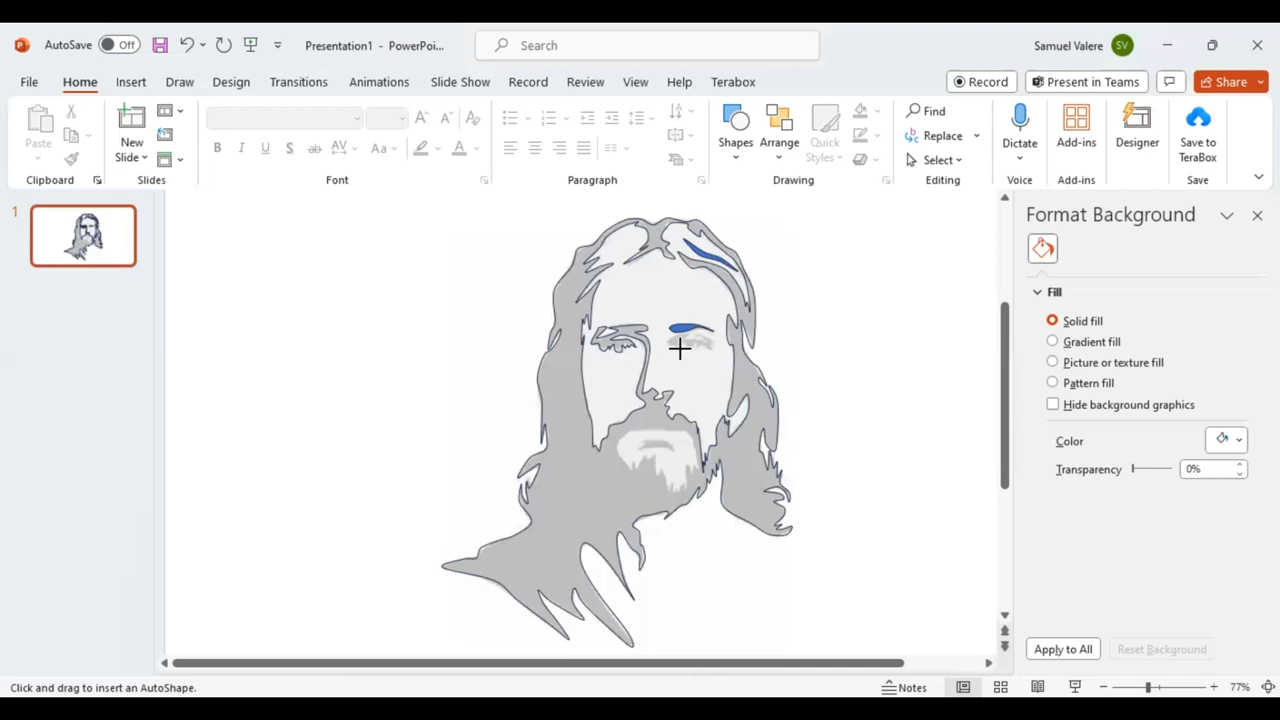 AutoSave Off Presentation1 - PowerPoi... Search Samuel Valere SV
File Home Insert Draw Design Transitions Animations Slide Show Record Review View Help Terabox Record Present in Teams Share
Paste New Slide B I U S ab AV Aa A A A A Shapes Arrange Quick Styles Find Replace Select Dictate Add-ins Designer Save to TeraBox
Clipboard Slides Font Paragraph Drawing Editing Voice Add-ins Save
1
Format Background
Fill
Solid fill
Gradient fill
Picture or texture fill
Pattern fill
Hide background graphics
Color
Transparency 0%
Apply to All Reset Background
Click and drag to insert an AutoShape. Notes 77%